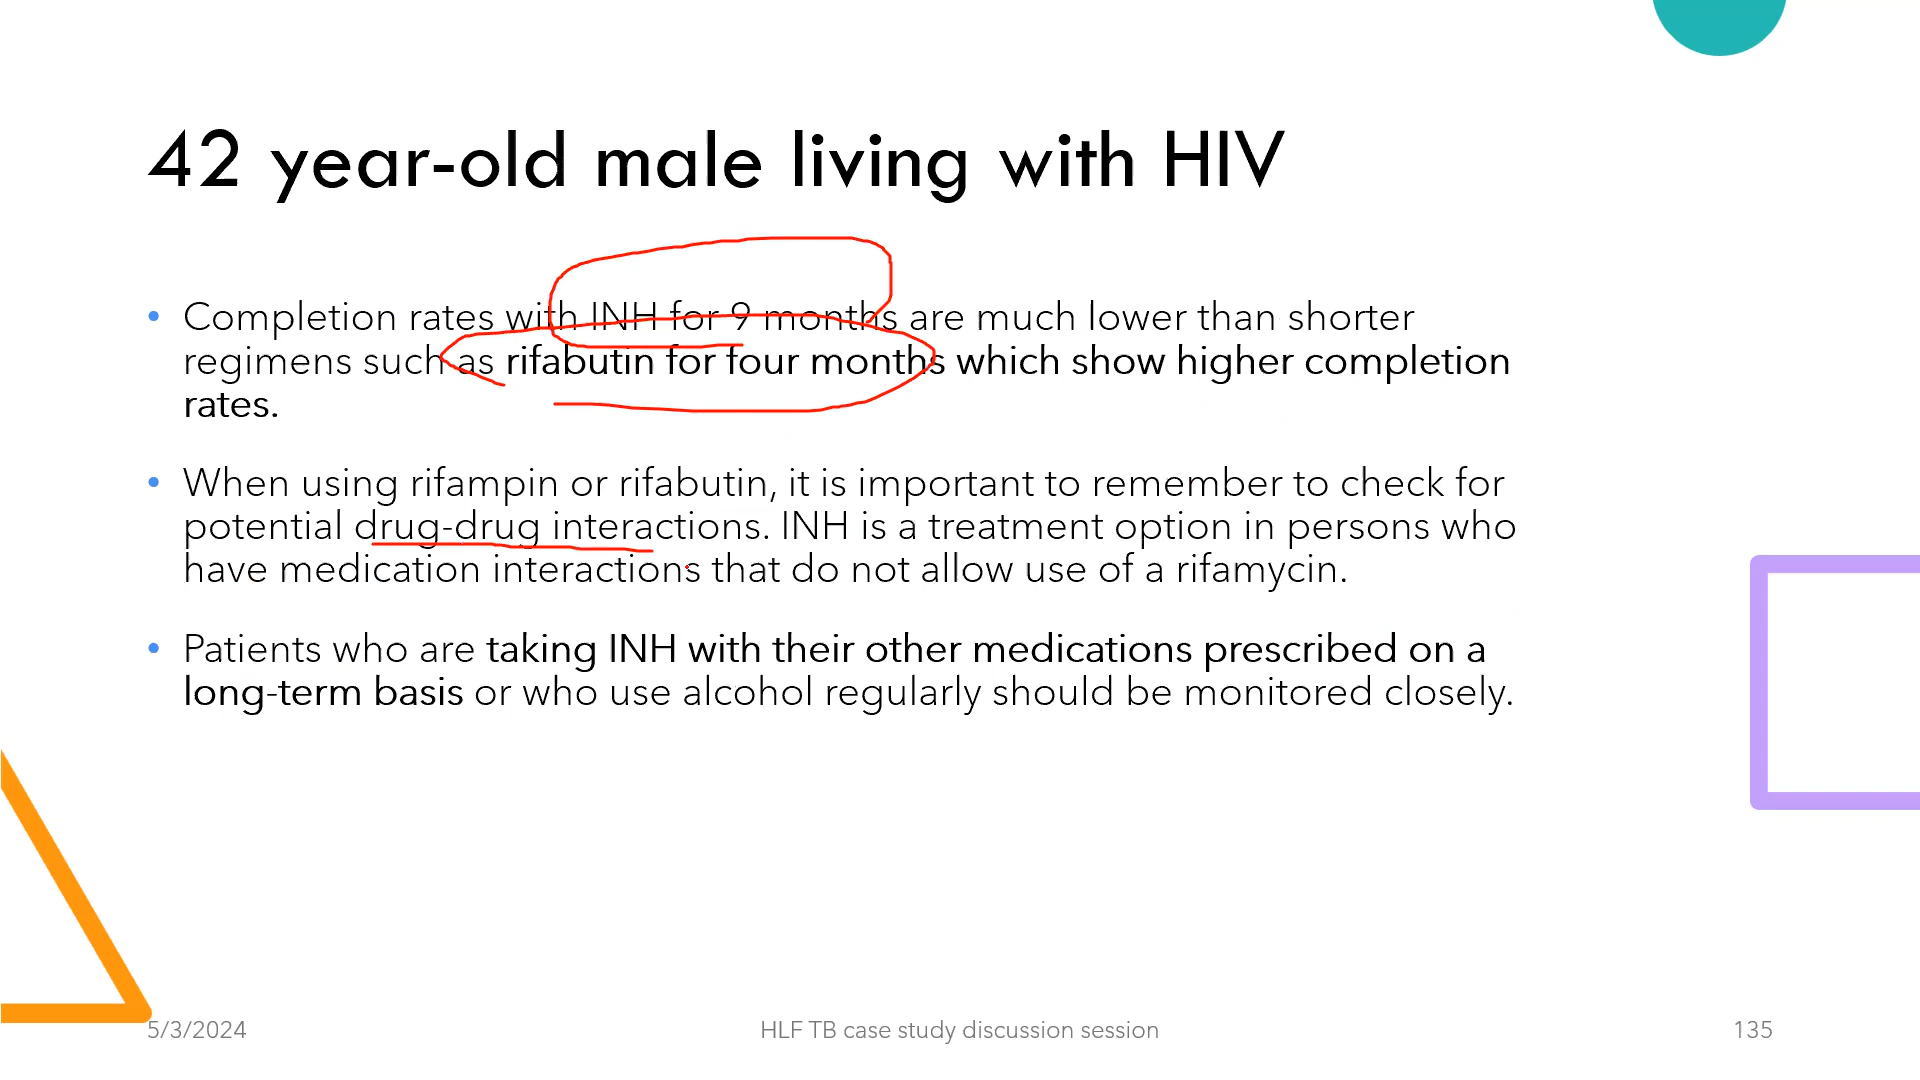 42 year-old male living with HIV
• Completion rates with INH for 9 months are much lower than shorter
regimens such as rifabutin for four months which show higher completion
rates.
• When using rifampin or rifabutin, it is important to remember to check for
potential drug-drug interactions. INH is a treatment option in persons who
have medication interactions that do not allow use of a rifamycin.
• Patients who are taking INH with their other medications prescribed on a
long-term basis or who use alcohol regularly should be monitored closely.
5/3/2024
HLF TB case study discussion session
135